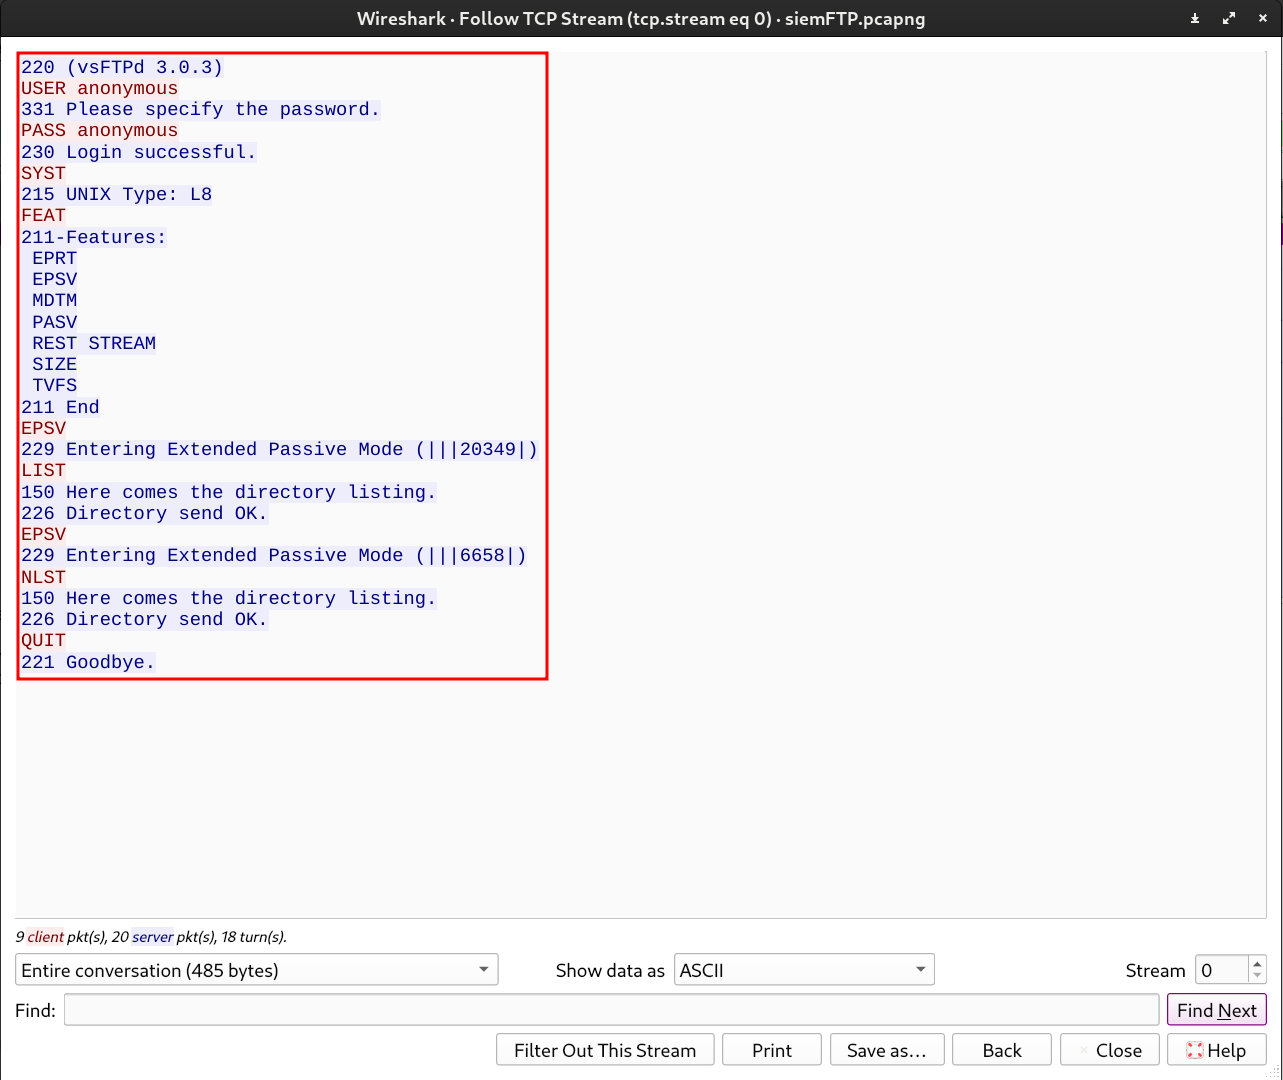 Wireshark · Follow TCP Stream (tcp.stream eq 0) · siemFTP.pcapng
220 (vsFTPd 3.0.3)
USER anonymous
331 Please specify the password.
PASS anonymous
230 Login successful.
SYST
215 UNIX Type: L8
FEAT
211-Features:
 EPRT
 EPSV
 MDTM
 PASV
 REST STREAM
 SIZE
 TVFS
211 End
EPSV
229 Entering Extended Passive Mode (|||20349|)
LIST
150 Here comes the directory listing.
226 Directory send OK.
EPSV
229 Entering Extended Passive Mode (|||6658|)
NLST
150 Here comes the directory listing.
226 Directory send OK.
QUIT
221 Goodbye.
9 client pkt(s), 20 server pkt(s), 18 turn(s).
Entire conversation (485 bytes) Show data as ASCII Stream 0
Find: Find Next
Filter Out This Stream Print Save as... Back Close Help